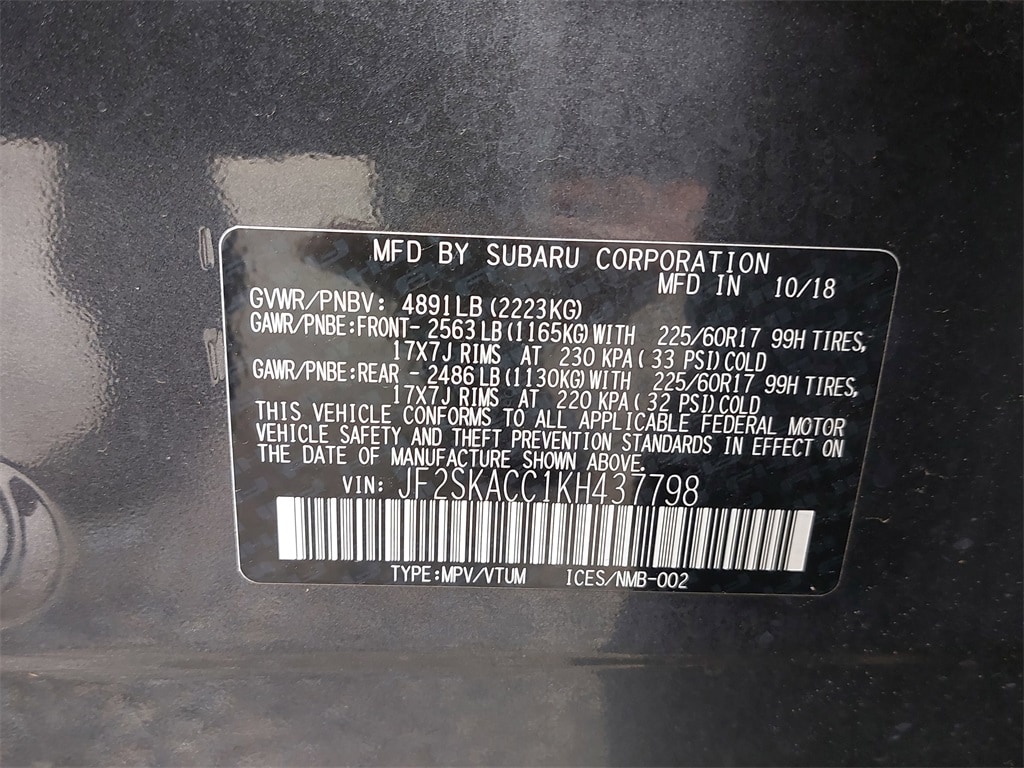 MFD BY SUBARU CORPORATION
MFD IN 10/18
GVWR/PNBV: 4891LB(2223KG)
GAWR/PNBE:FRONT- 2563LB(1165KG)WITH 225/60R17 99H TIRES,
17X7J RIMS AT 230 KPA(33 PSI)COLD
GAWR/PNBE:REAR - 2486LB(1130KG)WITH 225/60R17 99H TIRES,
17X7J RIMS AT 220 KPA(32 PSI)COLD
THIS VEHICLE CONFORMS TO ALL APPLICABLE FEDERAL MOTOR
VEHICLE SAFETY AND THEFT PREVENTION STANDARDS IN EFFECT ON
THE DATE OF MANUFACTURE SHOWN ABOVE.
VIN: JF2SKACC1KH437798
TYPE:MPV/VTUM ICES/NMB-002